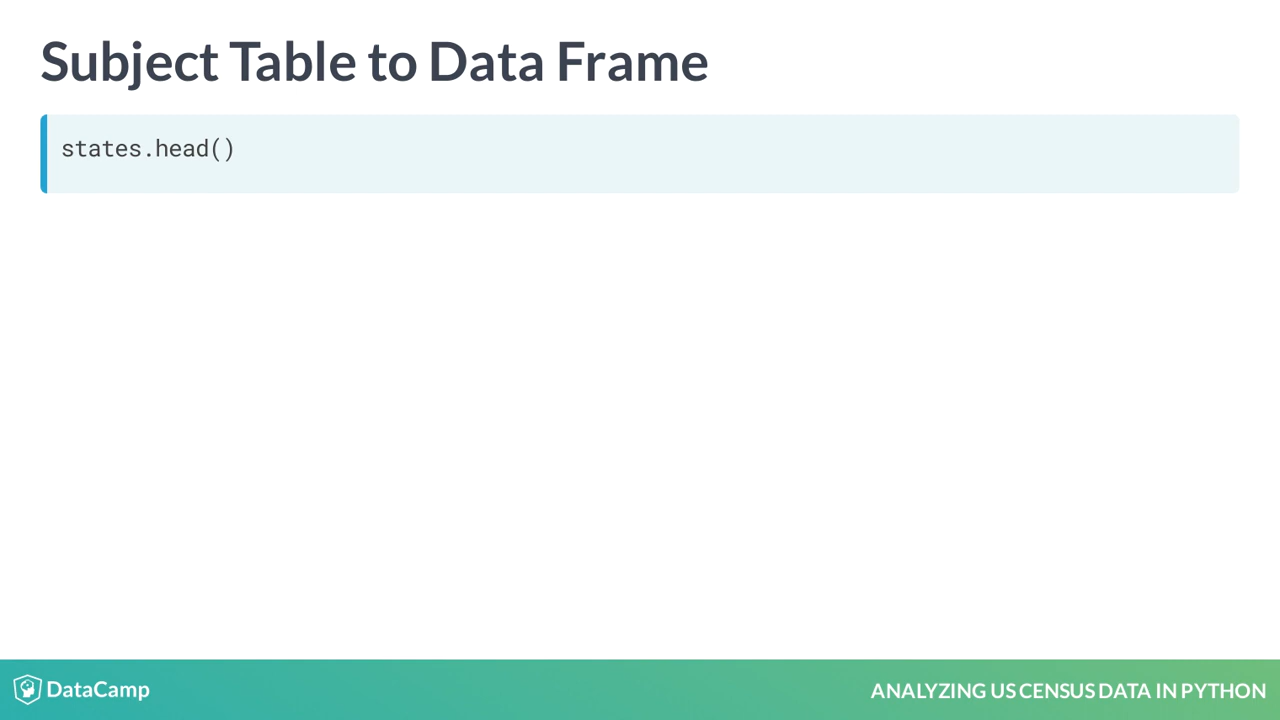 Subject Table to Data Frame
states.head()
DataCamp
ANALYZING US CENSUS DATA IN PYTHON